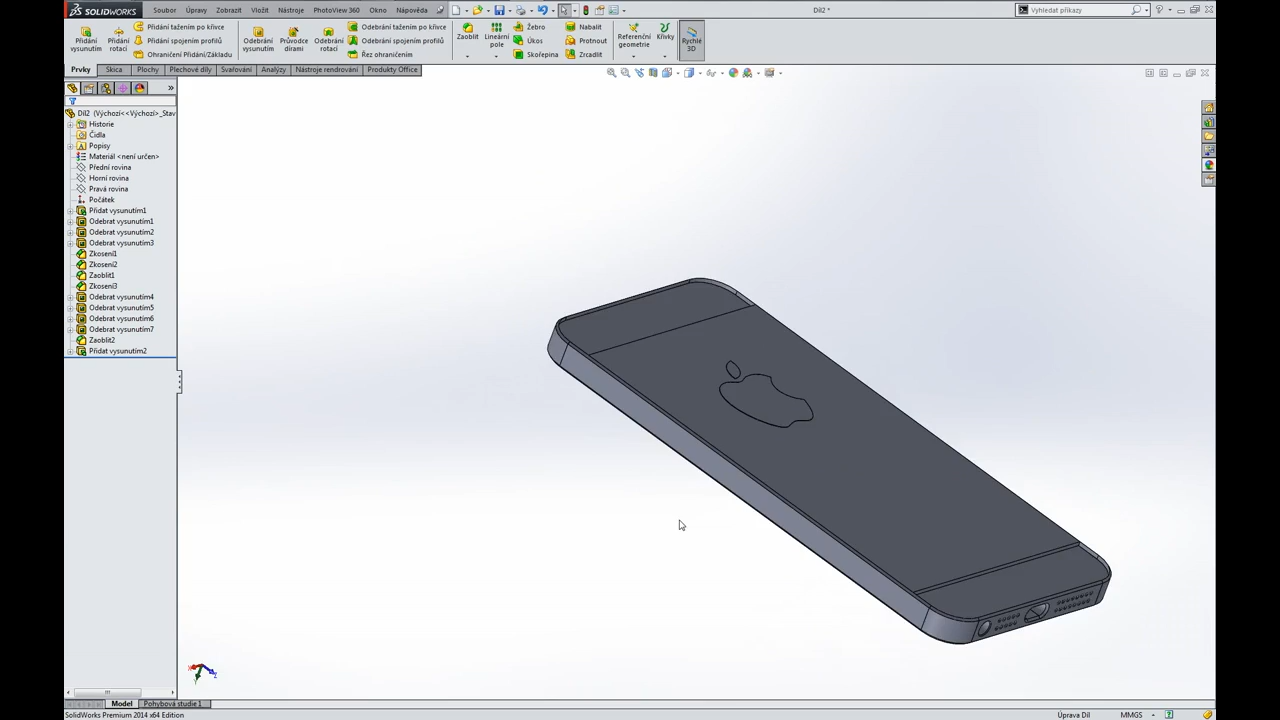 SOLIDWORKS Soubor Úpravy Zobrazit Vložit Nástroje PhotoView 360 Okno Nápověda Díl2 * Vyhledat příkazy
Přidání vysunutím
Přidání rotací
Přidání tažením po křivce
Přidání spojením profilů
Ohraničení Přidání/Základu
Odebrání vysunutím
Průvodce dírami
Odebrání rotací
Odebrání tažením po křivce
Odebrání spojením profilů
Řez ohraničením
Zaoblit
Lineární pole
Žebro
Úkos
Skořepina
Nabalit
Protnout
Zrcadlit
Referenční geometrie
Křivky
Rychlé 3D
Prvky Skica Plochy Plechové díly Svařování Analýzy Nástroje rendrování Produkty Office
Díl2 (Výchozí<<Výchozí>_Stav
Historie
Čidla
Popisy
Materiál <není určen>
Přední rovina
Horní rovina
Pravá rovina
Počátek
Přidat vysunutím1
Odebrat vysunutím1
Odebrat vysunutím2
Odebrat vysunutím3
Zkosení1
Zkosení2
Zaoblit1
Zkosení3
Odebrat vysunutím4
Odebrat vysunutím5
Odebrat vysunutím6
Odebrat vysunutím7
Zaoblit2
Přidat vysunutím2
Model Pohybová studie 1
SolidWorks Premium 2014 x64 Edition Úprava Díl MMGS